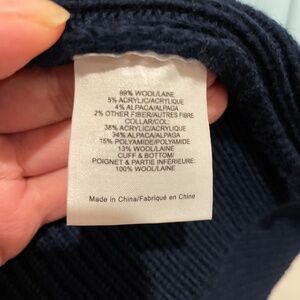 89% WOOL/LAINE
5% ACRYLIC/ACRYLIQUE
4% ALPACA/ALPAGA
2% OTHER FIBER/AUTRES FIBRE
COLLAR/COL:
38% ACRYLIC/ACRYLIQUE
34% ALPACA/ALPAGA
15% POLYAMIDE/POLYAMIDE
13% WOOL/LAINE
CUFF & BOTTOM/
POIGNET & PARTIE INFÉRIEURE:
100% WOOL/LAINE
Made in China/Fabriqué en Chine